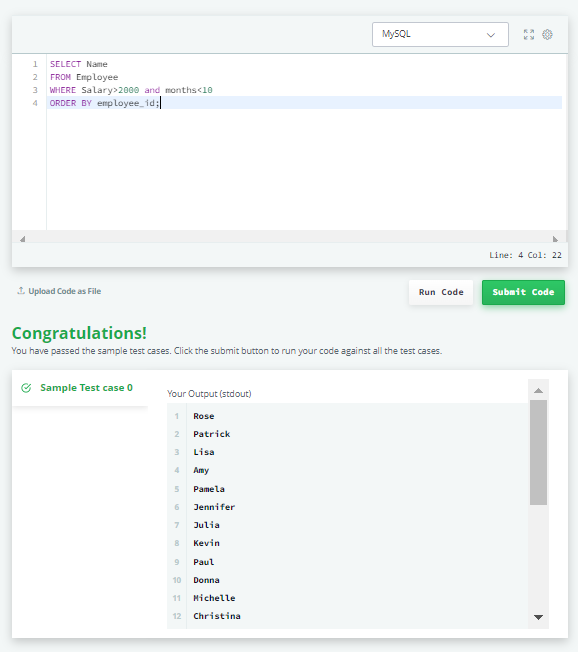 MySQL
1 SELECT Name
2 FROM Employee
3 WHERE Salary>2000 and months<10
4 ORDER BY employee_id;
Line: 4 Col: 22
Upload Code as File
Run Code
Submit Code
Congratulations!
You have passed the sample test cases. Click the submit button to run your code against all the test cases.
Sample Test case 0
Your Output (stdout)
1 Rose
2 Patrick
3 Lisa
4 Amy
5 Pamela
6 Jennifer
7 Julia
8 Kevin
9 Paul
10 Donna
11 Michelle
12 Christina